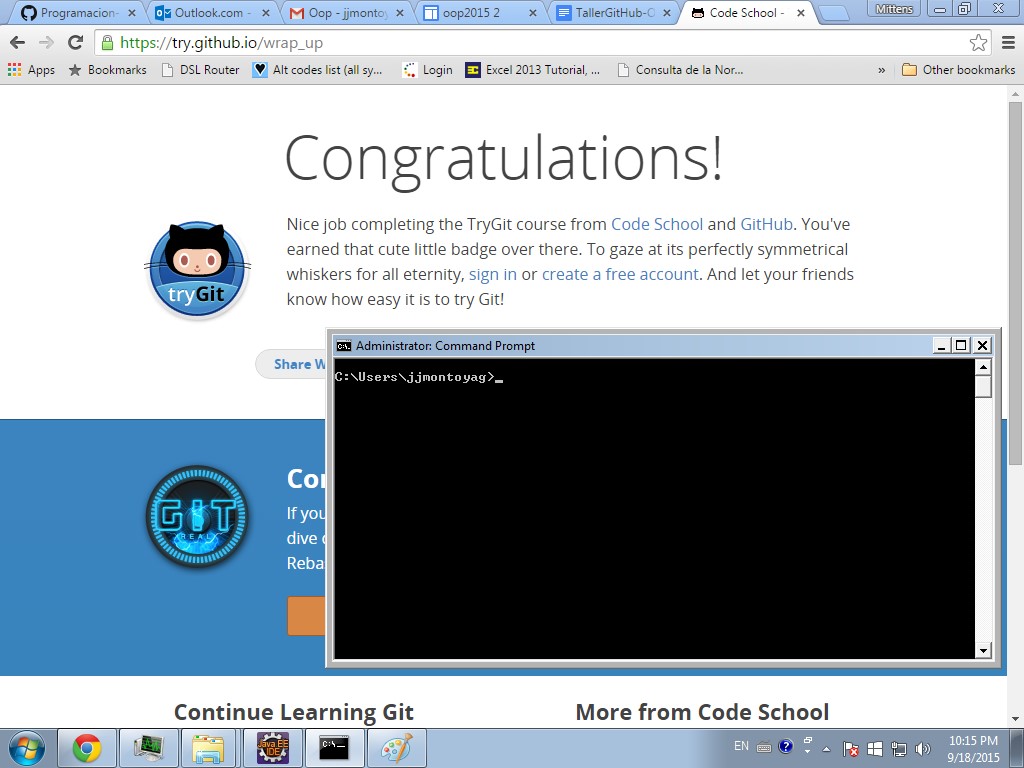 Programacion-
Outlook.com -
Oop - jjmontoy
oop2015 2
TallerGitHub-O
Code School -
Mittens
https://try.github.io/wrap_up
Apps
Bookmarks
DSL Router
Alt codes list (all sy...
Login
Excel 2013 Tutorial, ...
Consulta de la Nor...
»
Other bookmarks
Congratulations!
Nice job completing the TryGit course from Code School and GitHub. You've
earned that cute little badge over there. To gaze at its perfectly symmetrical
whiskers for all eternity, sign in or create a free account. And let your friends
know how easy it is to try Git!
tryGit
Share W
Administrator: Command Prompt
C:\Users\jjmontoyag>_
Con
If you
dive d
Reba
GIT
REAL
Continue Learning Git
More from Code School
Java EE
IDE
EN
10:15 PM
9/18/2015